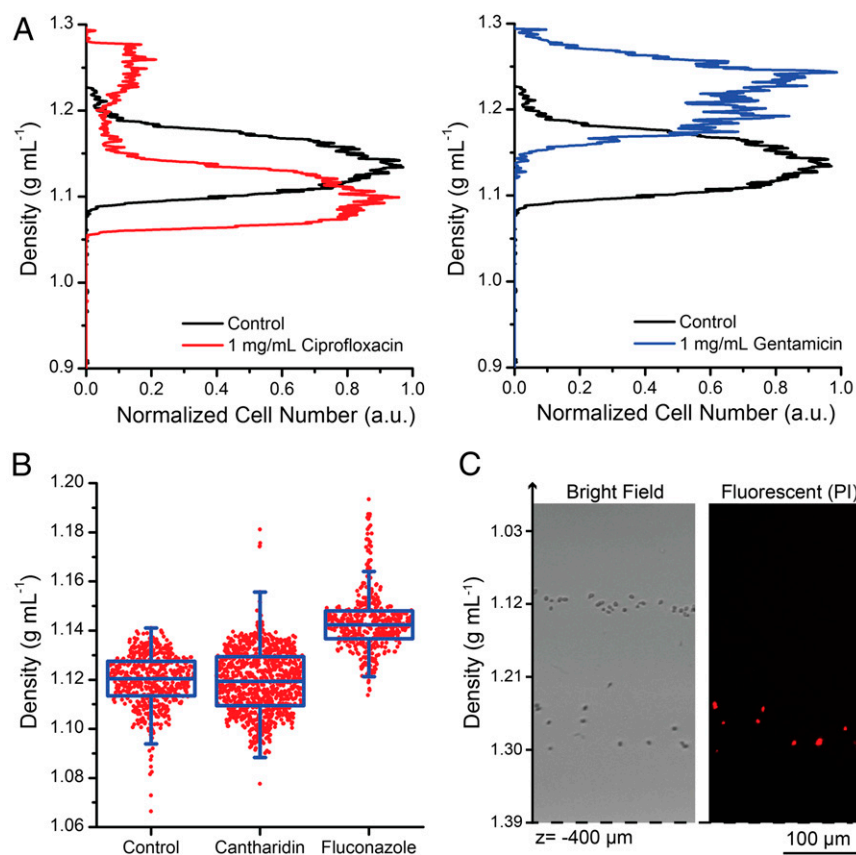 A
1.3
1.2
1.1
1.0
0.9
Density (g mL⁻¹)
Control
1 mg/mL Ciprofloxacin
0.0 0.2 0.4 0.6 0.8 1.0
Normalized Cell Number (a.u.)
1.3
1.2
1.1
1.0
0.9
Density (g mL⁻¹)
Control
1 mg/mL Gentamicin
0.0 0.2 0.4 0.6 0.8 1.0
Normalized Cell Number (a.u.)
B
1.20
1.18
1.16
1.14
1.12
1.10
1.08
1.06
Density (g mL⁻¹)
Control Cantharidin Fluconazole
C
Bright Field Fluorescent (PI)
1.03
1.12
1.21
1.30
1.39
Density (g mL⁻¹)
z= -400 µm
100 µm